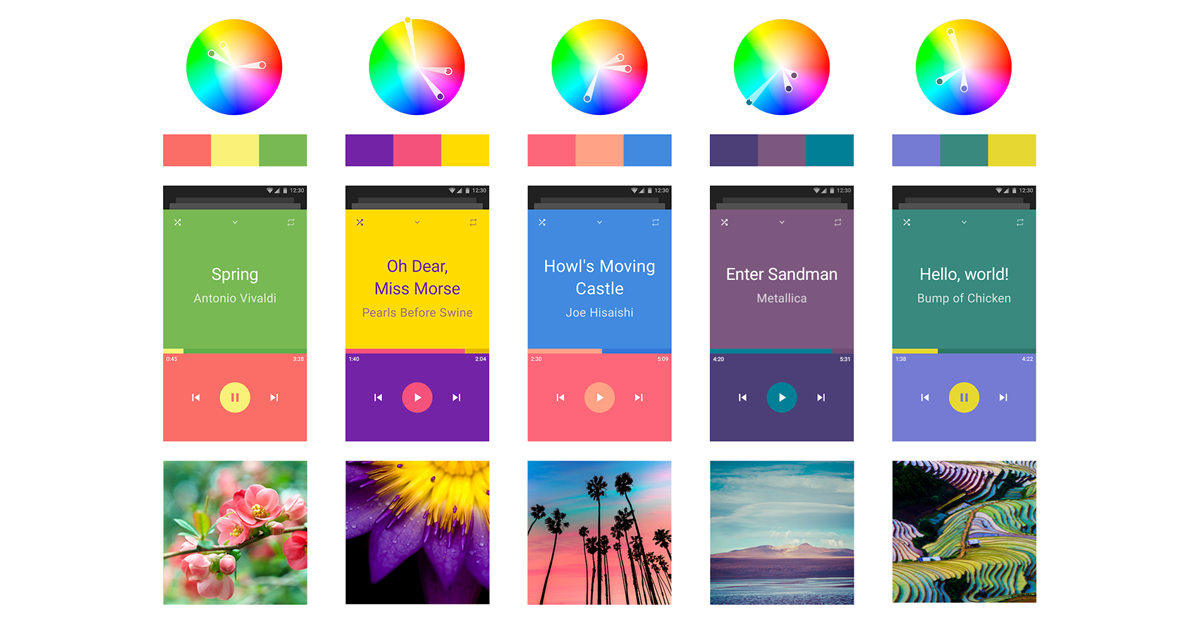 12:30
Spring
Antonio Vivaldi
0:45
3:38
12:30
Oh Dear,
Miss Morse
Pearls Before Swine
1:40
2:04
12:30
Howl's Moving
Castle
Joe Hisaishi
2:30
5:09
12:30
Enter Sandman
Metallica
4:20
5:31
12:30
Hello, world!
Bump of Chicken
1:38
4:22